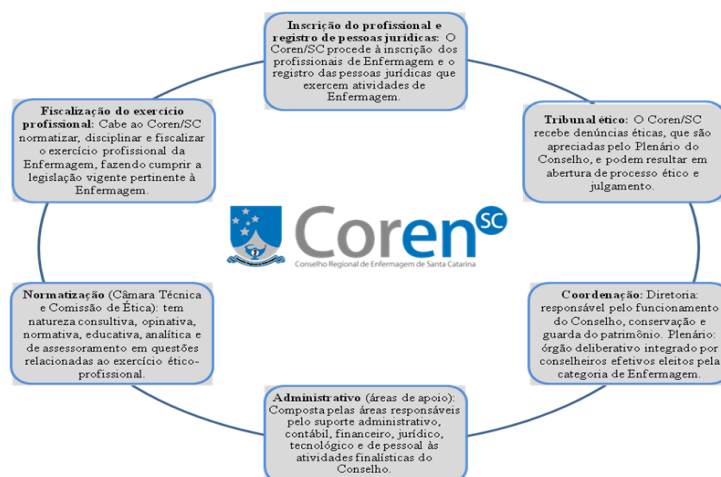 Inscrição do profissional e
registro de pessoas jurídicas: O
Coren/SC procede à inscrição dos
profissionais de Enfermagem e o
registro das pessoas jurídicas que
exercem atividades de
Enfermagem.
Tribunal ético: O Coren/SC
recebe denúncias éticas, que são
apreciadas pelo Plenário do
Conselho, e podem resultar em
abertura de processo ético e
julgamento.
Coordenação: Diretoria:
responsável pelo funcionamento
do Conselho, conservação e
guarda do patrimônio. Plenário:
órgão deliberativo integrado por
conselheiros efetivos eleitos pela
categoria de Enfermagem.
Administrativo (áreas de apoio):
Composta pelas áreas responsáveis
pelo suporte administrativo,
contábil, financeiro, jurídico,
tecnológico e de pessoal às
atividades finalísticas do
Conselho.
Normatização (Câmara Técnica
e Comissão de Ética): tem
natureza consultiva, opinativa,
normativa, educativa, analítica e
de assessoramento em questões
relacionadas ao exercício ético-
profissional.
Fiscalização do exercício
profissional: Cabe ao Coren/SC
normatizar, disciplinar e fiscalizar
o exercício profissional da
Enfermagem, fazendo cumprir a
legislação vigente pertinente à
Enfermagem.
Coren SC
Conselho Regional de Enfermagem de Santa Catarina